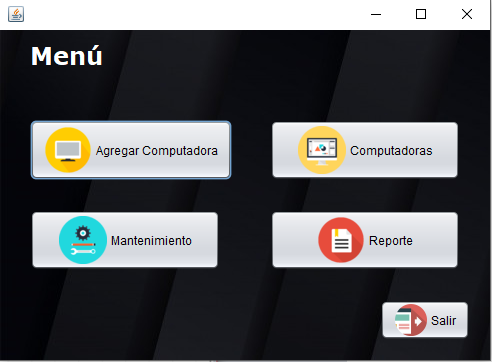 Menú
Agregar Computadora
Computadoras
Mantenimiento
Reporte
Salir